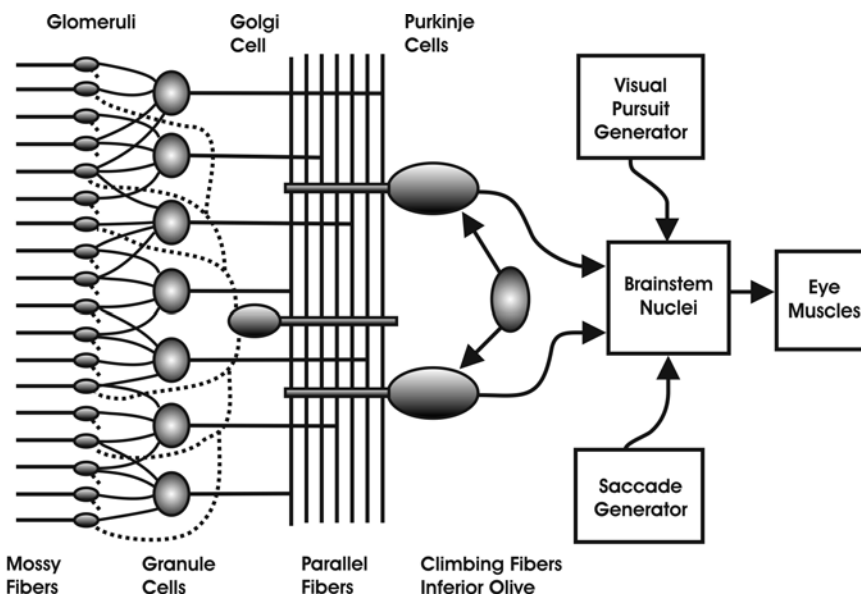 Glomeruli
Golgi
Cell
Purkinje
Cells
Visual
Pursuit
Generator
Brainstem
Nuclei
Eye
Muscles
Saccade
Generator
Mossy
Fibers
Granule
Cells
Parallel
Fibers
Climbing Fibers
Inferior Olive